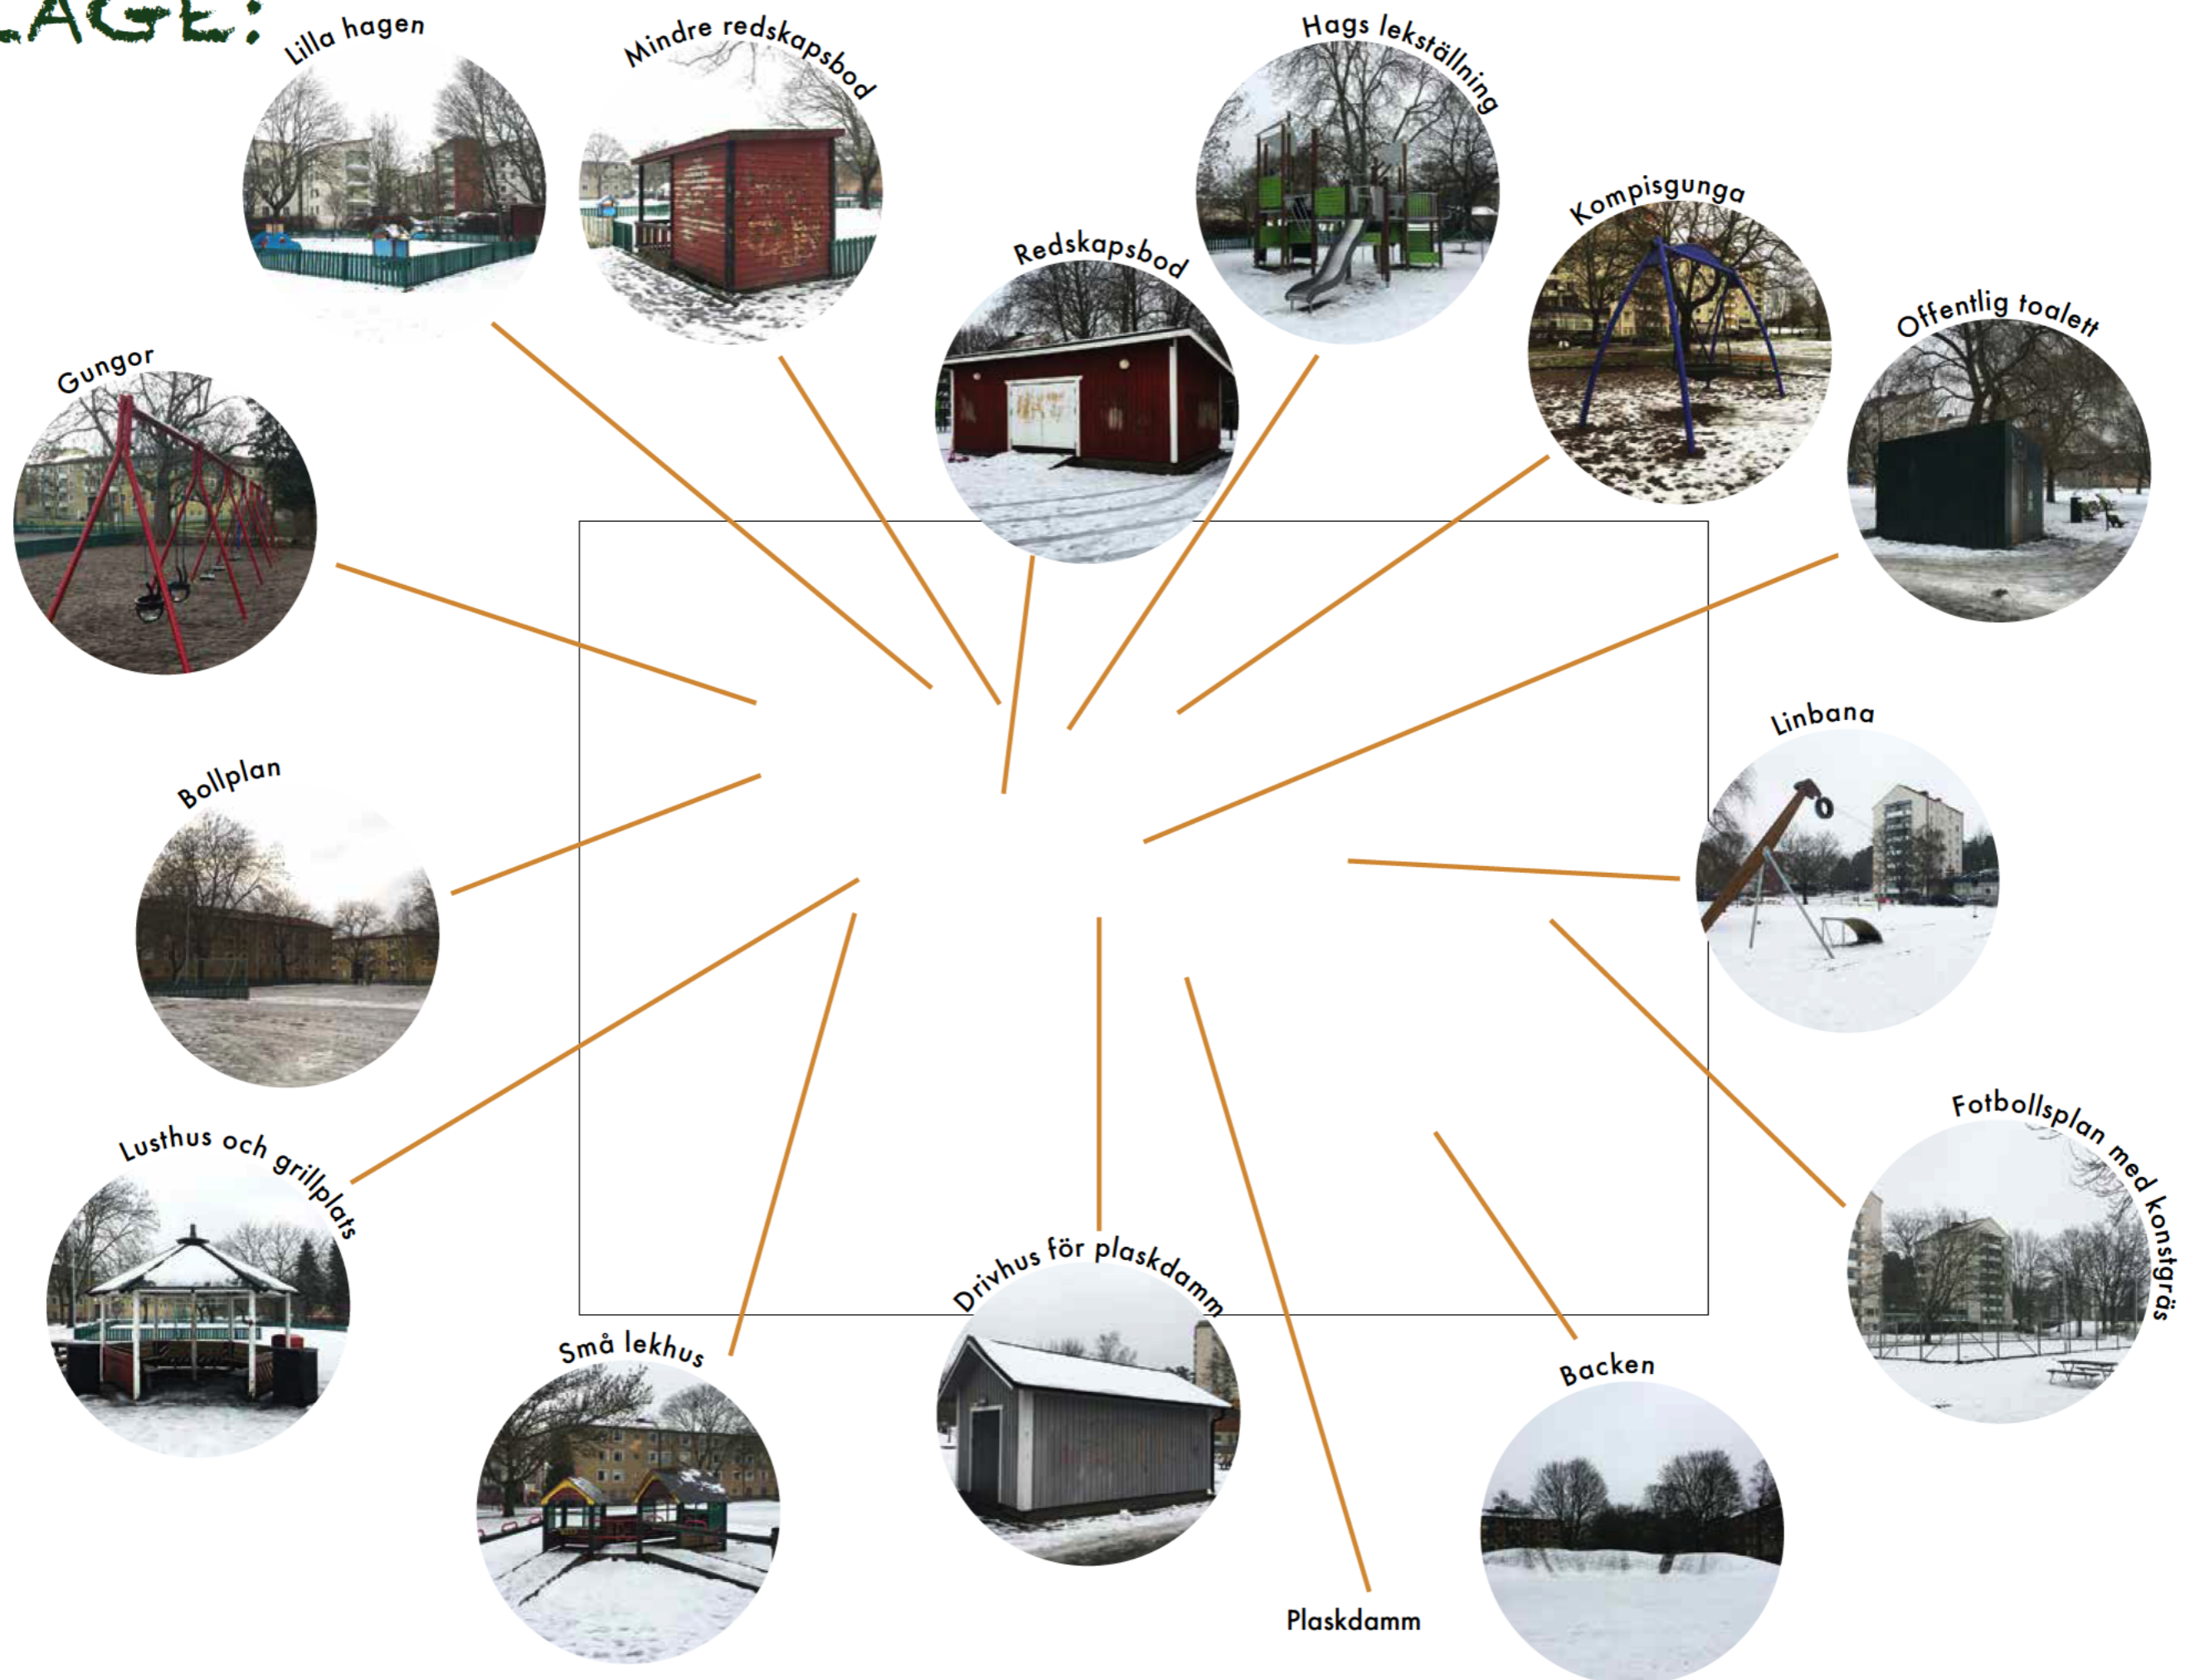 LAGE:
Lilla hagen
Mindre redskapsbod
Hags lekställning
Kompisgunga
Redskapsbod
Offentlig toalett
Gungor
Linbana
Bollplan
Fotbollsplan med konstgräs
Lusthus och grillplats
Drivhus för plaskdamm
Små lekhus
Backen
Plaskdamm